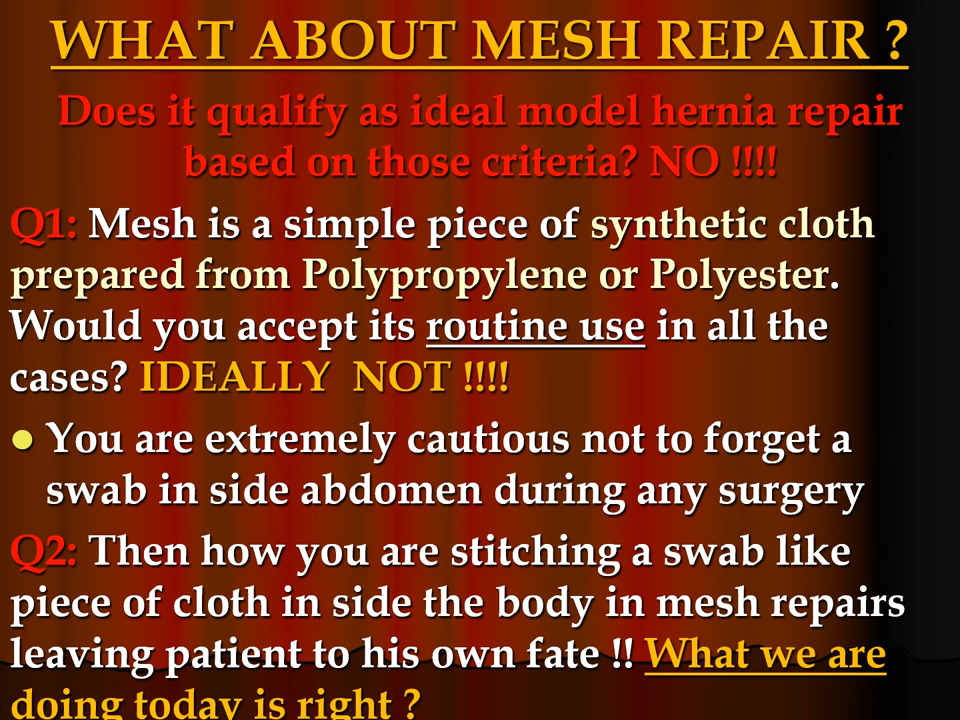 WHAT ABOUT MESH REPAIR ?
Does it qualify as ideal model hernia repair
based on those criteria? NO !!!!
Q1: Mesh is a simple piece of synthetic cloth
prepared from Polypropylene or Polyester.
Would you accept its routine use in all the
cases? IDEALLY NOT !!!!
● You are extremely cautious not to forget a
swab in side abdomen during any surgery
Q2: Then how you are stitching a swab like
piece of cloth in side the body in mesh repairs
leaving patient to his own fate !! What we are
doing today is right ?